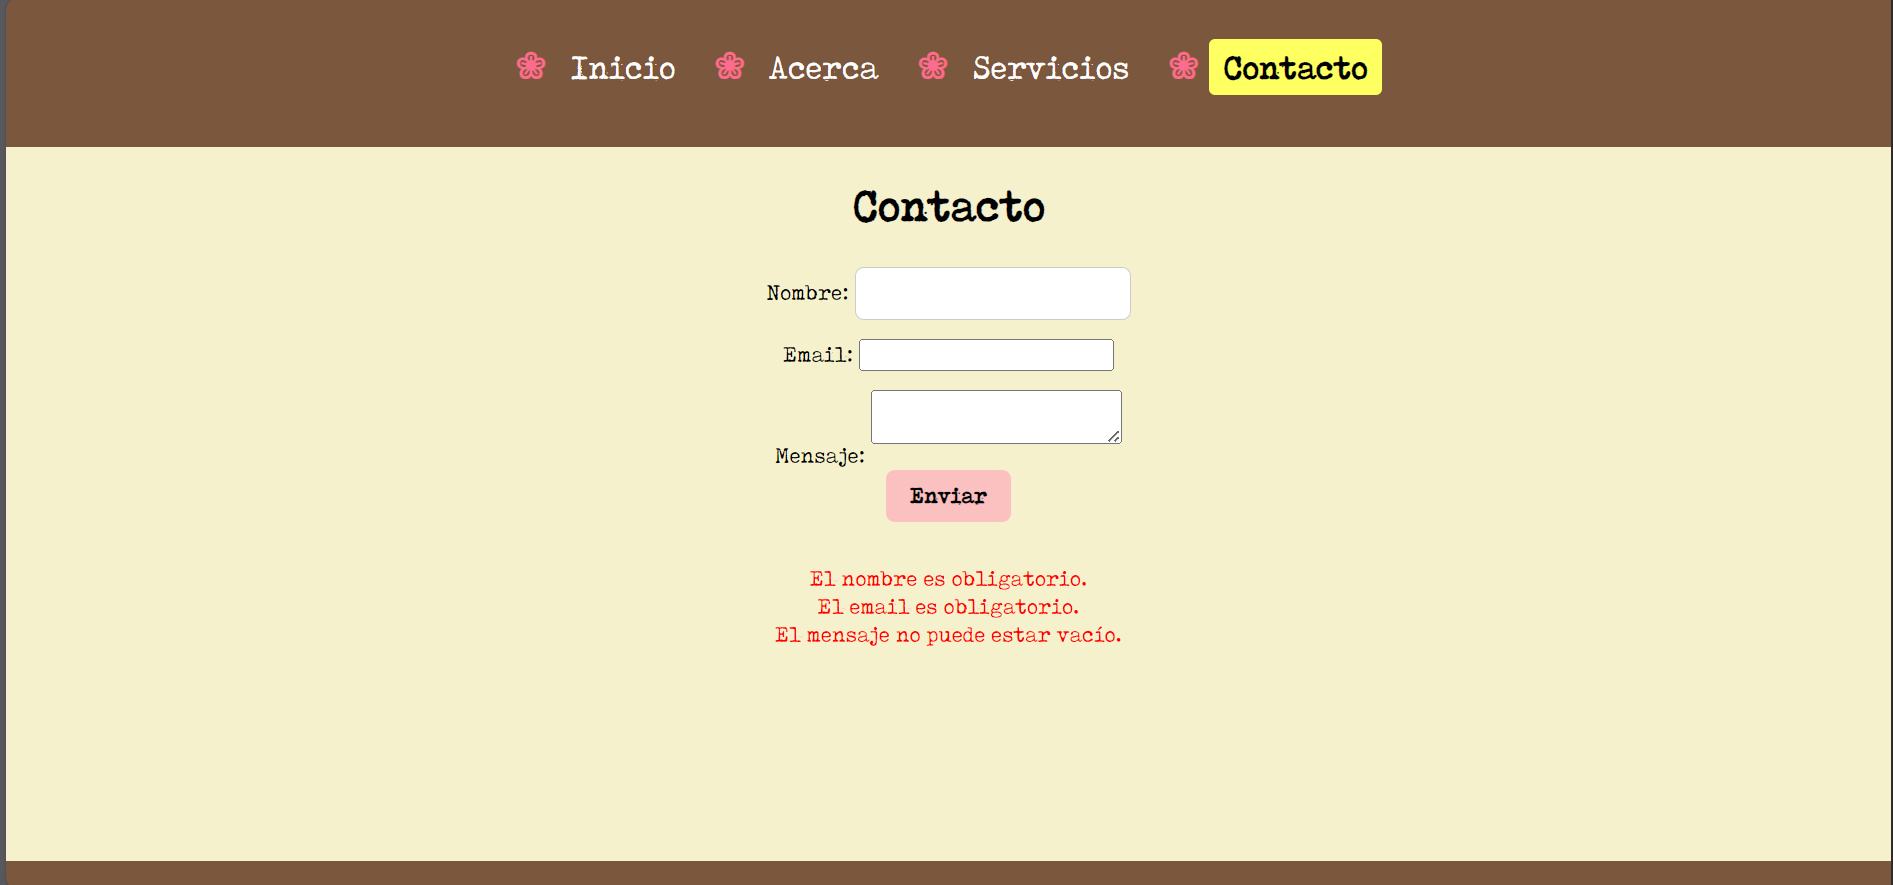 Inicio Acerca Servicios Contacto
Contacto
Nombre:
Email:
Mensaje:
Enviar
El nombre es obligatorio.
El email es obligatorio.
El mensaje no puede estar vacío.